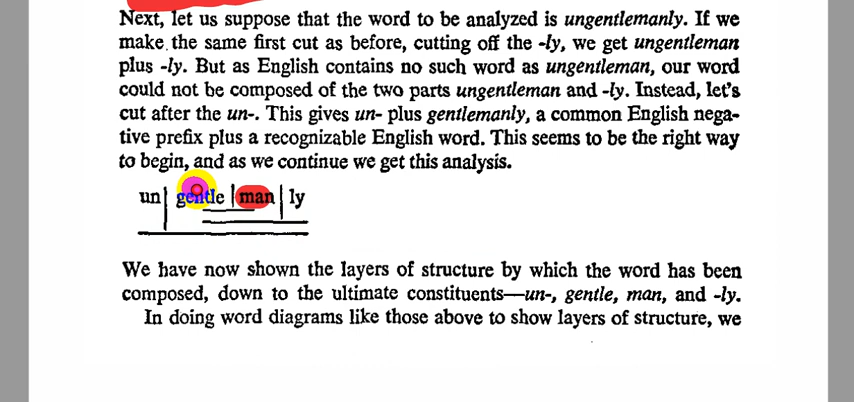 Next, let us suppose that the word to be analyzed is ungentlemanly. If we
make the same first cut as before, cutting off the -ly, we get ungentleman
plus -ly. But as English contains no such word as ungentleman, our word
could not be composed of the two parts ungentleman and -ly. Instead, let's
cut after the un-. This gives un- plus gentlemanly, a common English nega-
tive prefix plus a recognizable English word. This seems to be the right way
to begin, and as we continue we get this analysis.
un| gentle |man| ly
We have now shown the layers of structure by which the word has been
composed, down to the ultimate constituents—un-, gentle, man, and -ly.
In doing word diagrams like those above to show layers of structure, we